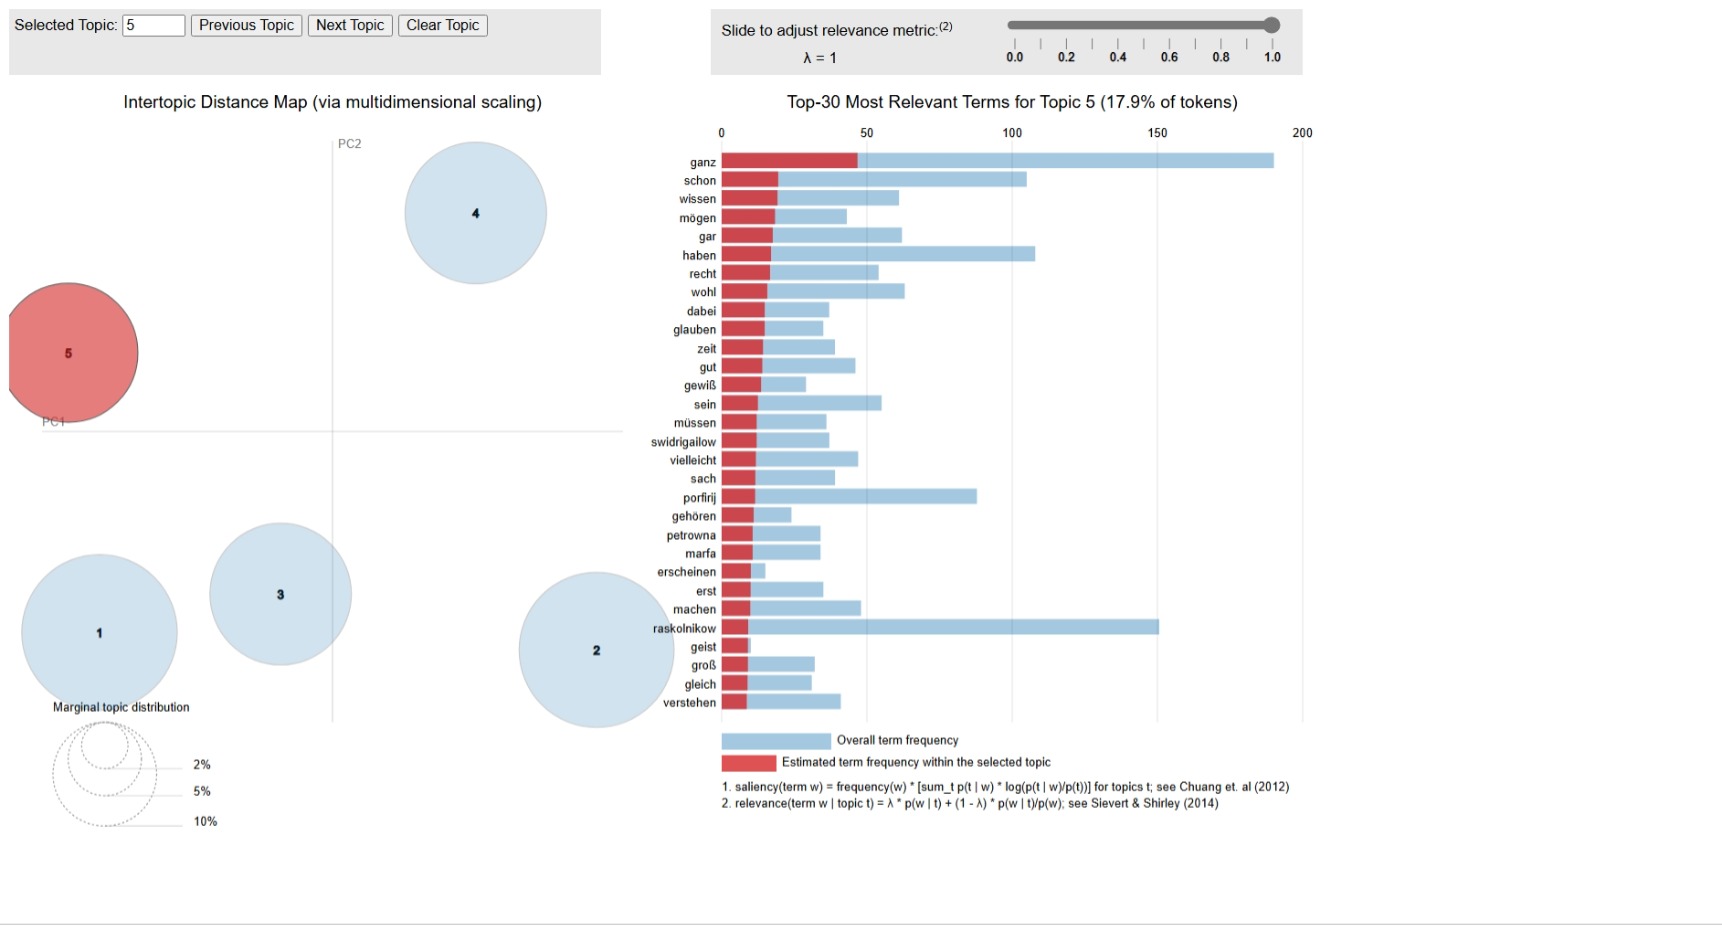 Selected Topic: 5 Previous Topic Next Topic Clear Topic
Slide to adjust relevance metric:(2)
λ = 1
0.0 0.2 0.4 0.6 0.8 1.0
Intertopic Distance Map (via multidimensional scaling)
PC2
4
5
PC1
3
1
2
Marginal topic distribution
2%
5%
10%
Top-30 Most Relevant Terms for Topic 5 (17.9% of tokens)
0 50 100 150 200
ganz
schon
wissen
mögen
gar
haben
recht
wohl
dabei
glauben
zeit
gut
gewiß
sein
müssen
swidrigailow
vielleicht
sach
porfirij
gehören
petrowna
marfa
erscheinen
erst
machen
raskolnikow
geist
groß
gleich
verstehen
Overall term frequency
Estimated term frequency within the selected topic
1. saliency(term w) = frequency(w) * [sum_t p(t | w) * log(p(t | w)/p(t))] for topics t; see Chuang et. al (2012)
2. relevance(term w | topic t) = λ * p(w | t) + (1 - λ) * p(w | t)/p(w); see Sievert & Shirley (2014)